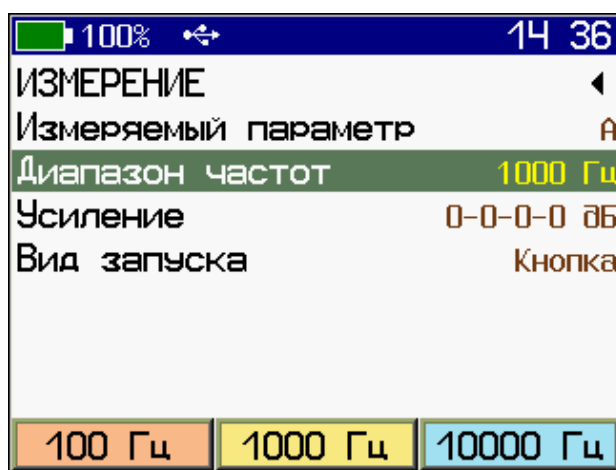 100% 14 36
ИЗМЕРЕНИЕ
Измеряемый параметр А
Диапазон частот 1000 Гц
Усиление 0-0-0-0 дБ
Вид запуска Кнопка
100 Гц 1000 Гц 10000 Гц